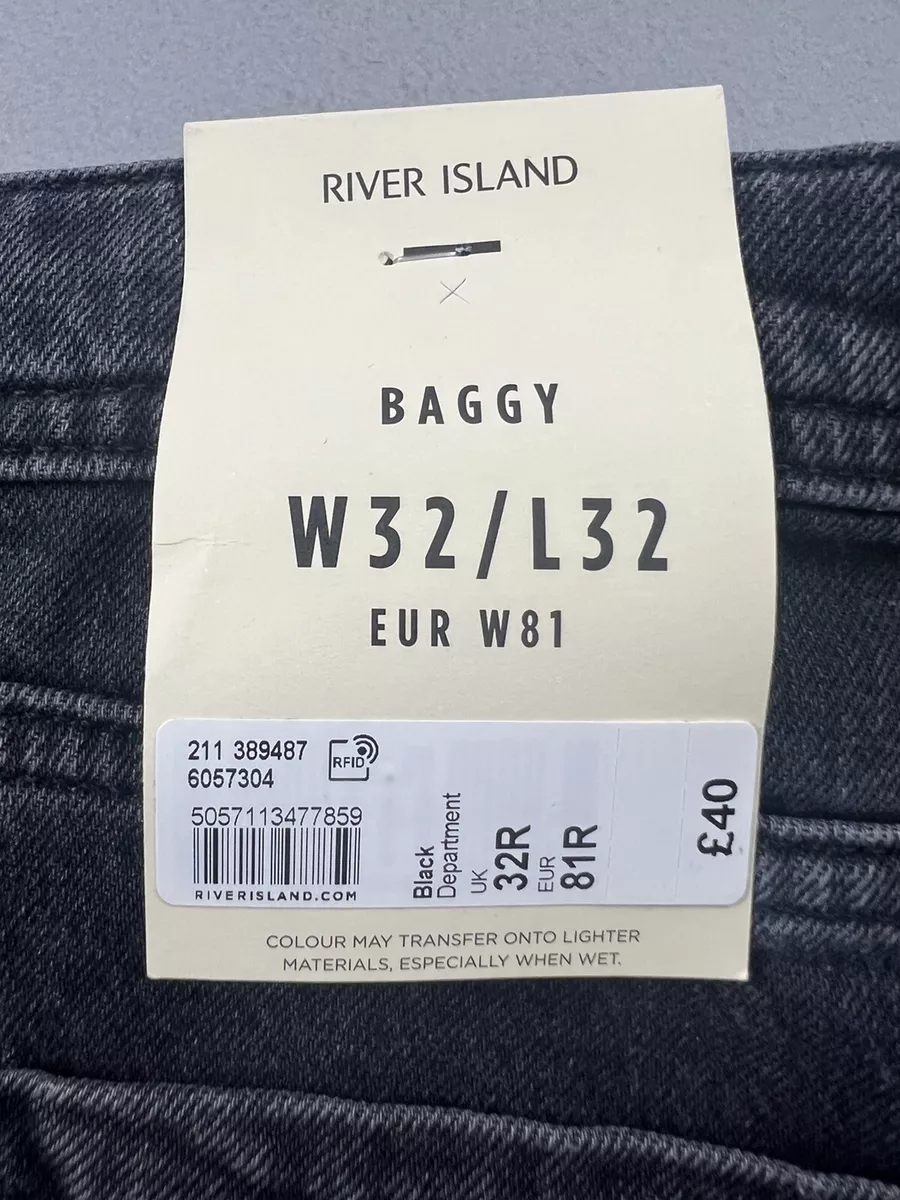 RIVER ISLAND
BAGGY
W32/L32
EUR W81
211 389487
6057304
RFID
5057113477859
RIVERISLAND.COM
Black
Department
UK
32R
EUR
81R
£40
COLOUR MAY TRANSFER ONTO LIGHTER
MATERIALS, ESPECIALLY WHEN WET.